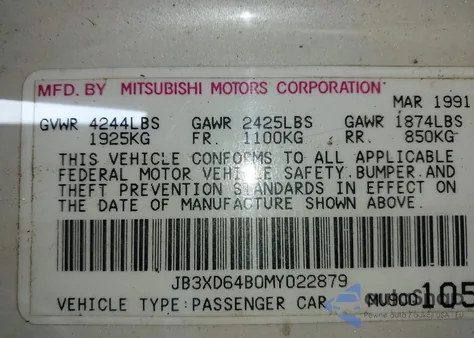 MFD. BY MITSUBISHI MOTORS CORPORATION
MAR 1991
GVWR 4244LBS GAWR 2425LBS GAWR 1874LBS
1925KG FR. 1100KG RR. 850KG
THIS VEHICLE CONFORMS TO ALL APPLICABLE
FEDERAL MOTOR VEHICLE SAFETY.BUMPER.AND
THEFT PREVENTION STANDARDS IN EFFECT ON
THE DATE OF MANUFACTURE SHOWN ABOVE.
JB3XD64B0MY022879
VEHICLE TYPE:PASSENGER CAR MU900105